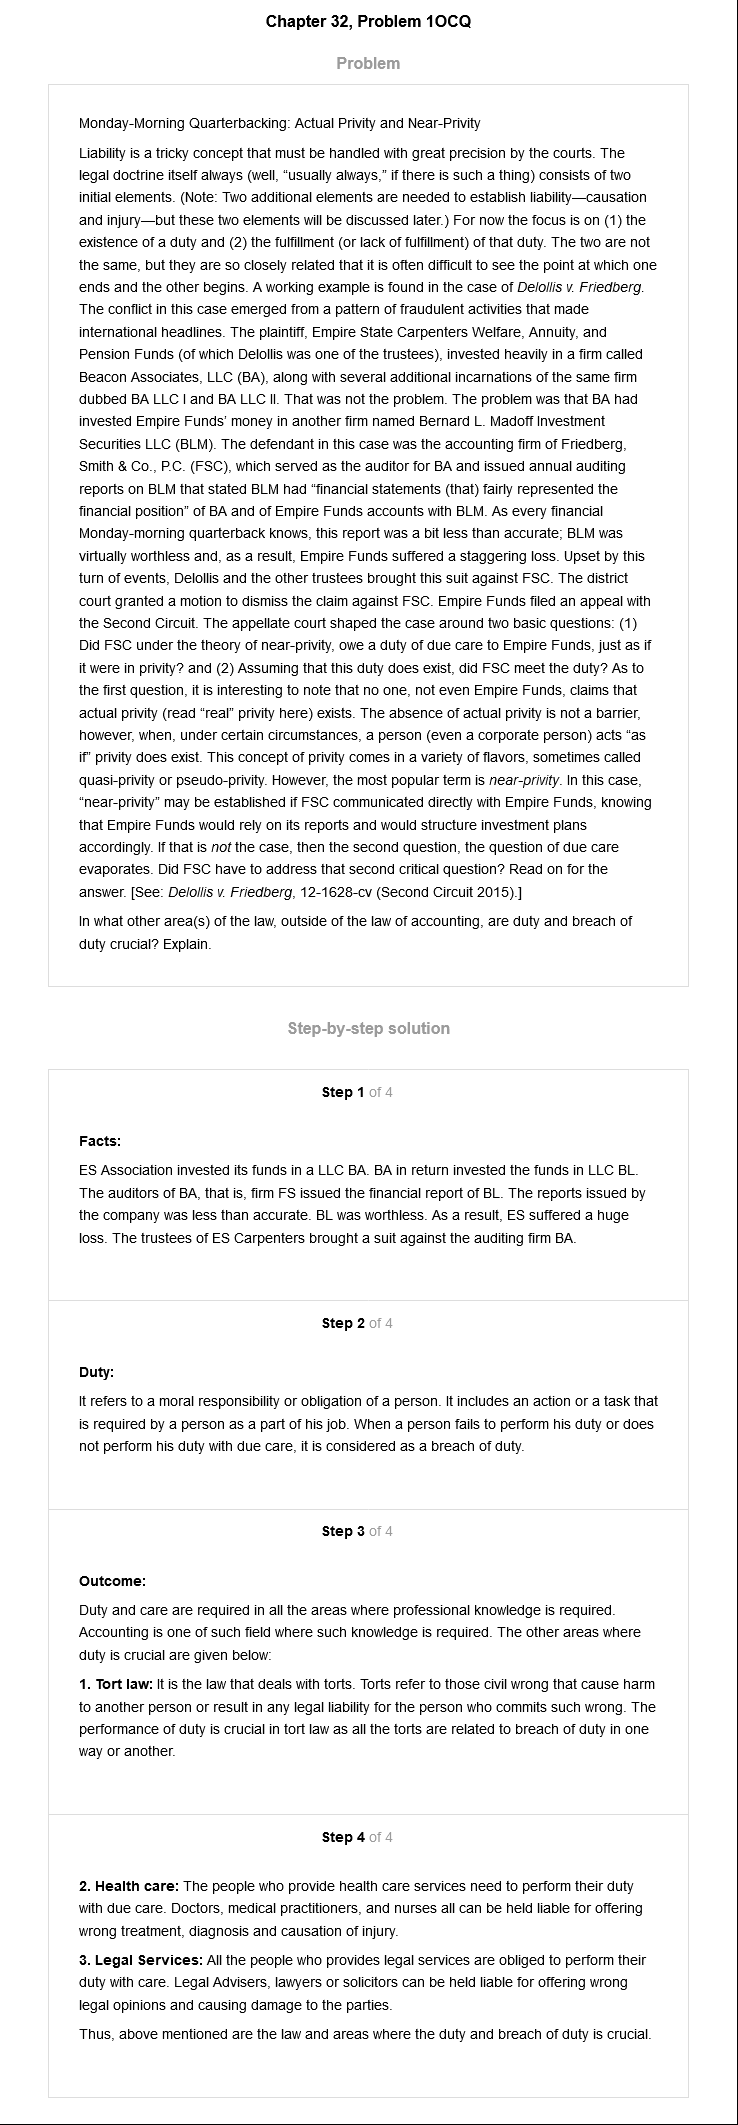 Chapter 32, Problem 1OCQ
Problem
Monday-Morning Quarterbacking: Actual Privity and Near-Privity
Liability is a tricky concept that must be handled with great precision by the courts. The
legal doctrine itself always (well, “usually always,” if there is such a thing) consists of two
initial elements. (Note: Two additional elements are needed to establish liability—causation
and injury—but these two elements will be discussed later.) For now the focus is on (1) the
existence of a duty and (2) the fulfillment (or lack of fulfillment) of that duty. The two are not
the same, but they are so closely related that it is often difficult to see the point at which one
ends and the other begins. A working example is found in the case of Delollis v. Friedberg.
The conflict in this case emerged from a pattern of fraudulent activities that made
international headlines. The plaintiff, Empire State Carpenters Welfare, Annuity, and
Pension Funds (of which Delollis was one of the trustees), invested heavily in a firm called
Beacon Associates, LLC (BA), along with several additional incarnations of the same firm
dubbed BA LLC I and BA LLC II. That was not the problem. The problem was that BA had
invested Empire Funds’ money in another firm named Bernard L. Madoff Investment
Securities LLC (BLM). The defendant in this case was the accounting firm of Friedberg,
Smith & Co., P.C. (FSC), which served as the auditor for BA and issued annual auditing
reports on BLM that stated BLM had “financial statements (that) fairly represented the
financial position” of BA and of Empire Funds accounts with BLM. As every financial
Monday-morning quarterback knows, this report was a bit less than accurate; BLM was
virtually worthless and, as a result, Empire Funds suffered a staggering loss. Upset by this
turn of events, Delollis and the other trustees brought this suit against FSC. The district
court granted a motion to dismiss the claim against FSC. Empire Funds filed an appeal with
the Second Circuit. The appellate court shaped the case around two basic questions: (1)
Did FSC under the theory of near-privity, owe a duty of due care to Empire Funds, just as if
it were in privity? and (2) Assuming that this duty does exist, did FSC meet the duty? As to
the first question, it is interesting to note that no one, not even Empire Funds, claims that
actual privity (read “real” privity here) exists. The absence of actual privity is not a barrier,
however, when, under certain circumstances, a person (even a corporate person) acts “as
if” privity does exist. This concept of privity comes in a variety of flavors, sometimes called
quasi-privity or pseudo-privity. However, the most popular term is near-privity. In this case,
“near-privity” may be established if FSC communicated directly with Empire Funds, knowing
that Empire Funds would rely on its reports and would structure investment plans
accordingly. If that is not the case, then the second question, the question of due care
evaporates. Did FSC have to address that second critical question? Read on for the
answer. [See: Delollis v. Friedberg, 12-1628-cv (Second Circuit 2015).]
In what other area(s) of the law, outside of the law of accounting, are duty and breach of
duty crucial? Explain.
Step-by-step solution
Step 1 of 4
Facts:
ES Association invested its funds in a LLC BA. BA in return invested the funds in LLC BL.
The auditors of BA, that is, firm FS issued the financial report of BL. The reports issued by
the company was less than accurate. BL was worthless. As a result, ES suffered a huge
loss. The trustees of ES Carpenters brought a suit against the auditing firm BA.
Step 2 of 4
Duty:
It refers to a moral responsibility or obligation of a person. It includes an action or a task that
is required by a person as a part of his job. When a person fails to perform his duty or does
not perform his duty with due care, it is considered as a breach of duty.
Step 3 of 4
Outcome:
Duty and care are required in all the areas where professional knowledge is required.
Accounting is one of such field where such knowledge is required. The other areas where
duty is crucial are given below:
1. Tort law: It is the law that deals with torts. Torts refer to those civil wrong that cause harm
to another person or result in any legal liability for the person who commits such wrong. The
performance of duty is crucial in tort law as all the torts are related to breach of duty in one
way or another.
Step 4 of 4
2. Health care: The people who provide health care services need to perform their duty
with due care. Doctors, medical practitioners, and nurses all can be held liable for offering
wrong treatment, diagnosis and causation of injury.
3. Legal Services: All the people who provides legal services are obliged to perform their
duty with care. Legal Advisers, lawyers or solicitors can be held liable for offering wrong
legal opinions and causing damage to the parties.
Thus, above mentioned are the law and areas where the duty and breach of duty is crucial.